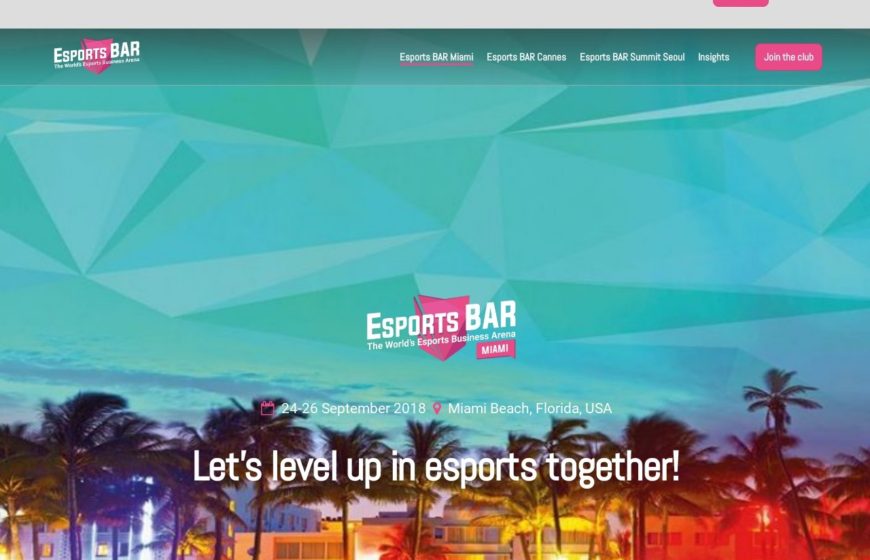 ESPORTS BAR
The World's Esports Business Arena
Esports BAR Miami
Esports BAR Cannes
Esports BAR Summit Seoul
Insights
Join the club
ESPORTS BAR
The World's Esports Business Arena
MIAMI
24-26 September 2018 Miami Beach, Florida, USA
Let's level up in esports together!